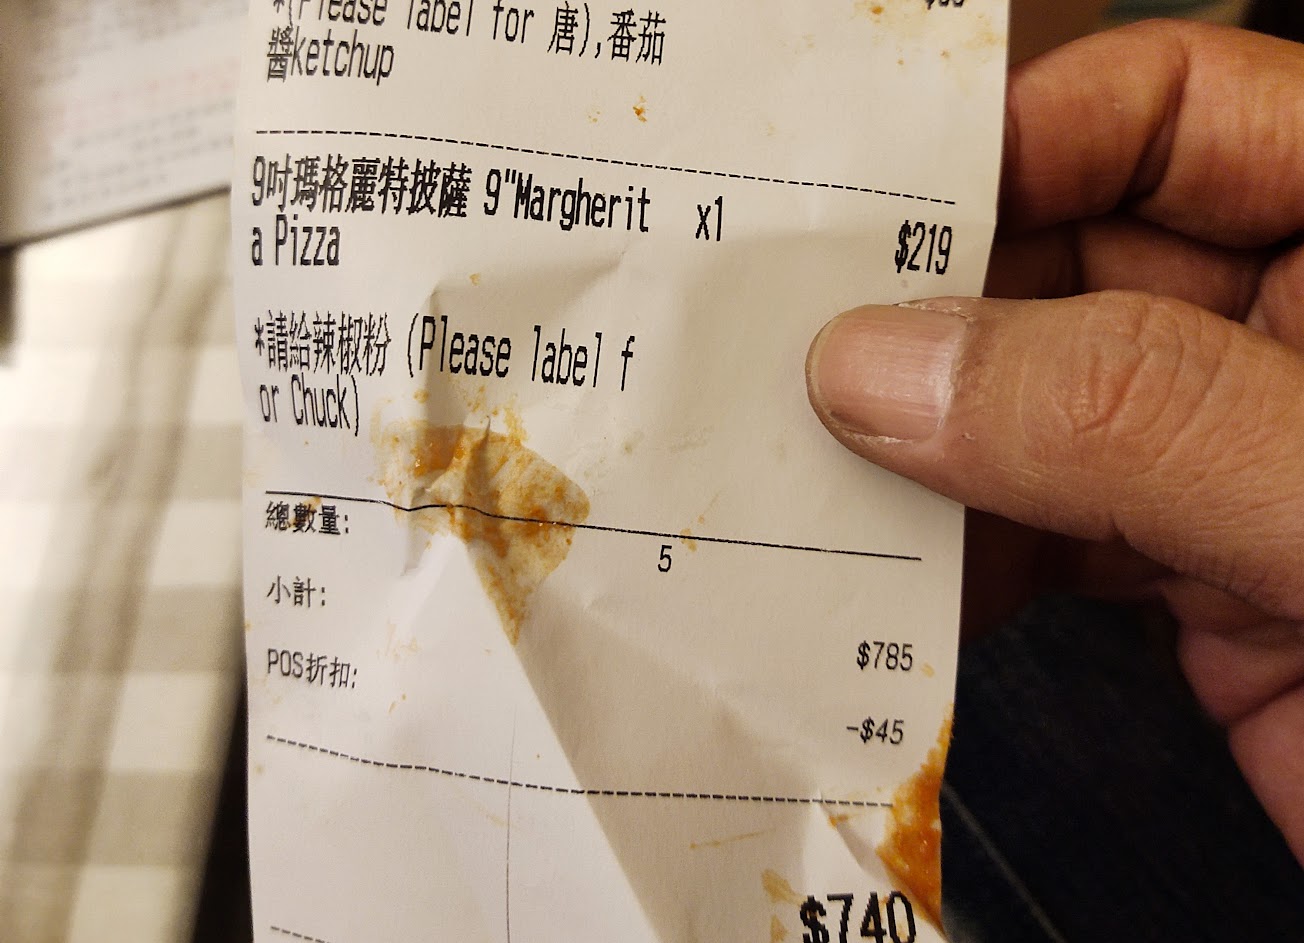 *(Please label for 唐),番茄
醬Ketchup
9吋瑪格麗特披薩 9"Margherit x1 $219
a Pizza
*請給辣椒粉 (Please label f
or Chuck)
總數量: 5
小計: $785
POS折扣: -$45
$740